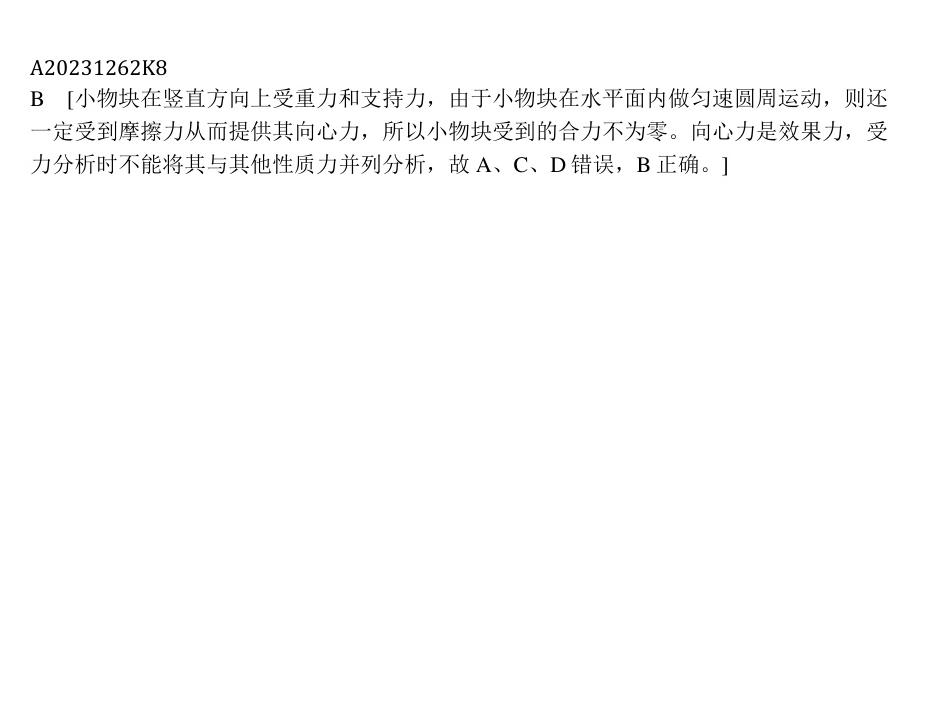 A20231262K8
B [小物块在竖直方向上受重力和支持力，由于小物块在水平面内做匀速圆周运动，则还
一定受到摩擦力从而提供其向心力，所以小物块受到的合力不为零。向心力是效果力，受
力分析时不能将其与其他性质力并列分析，故 A、C、D 错误，B 正确。]